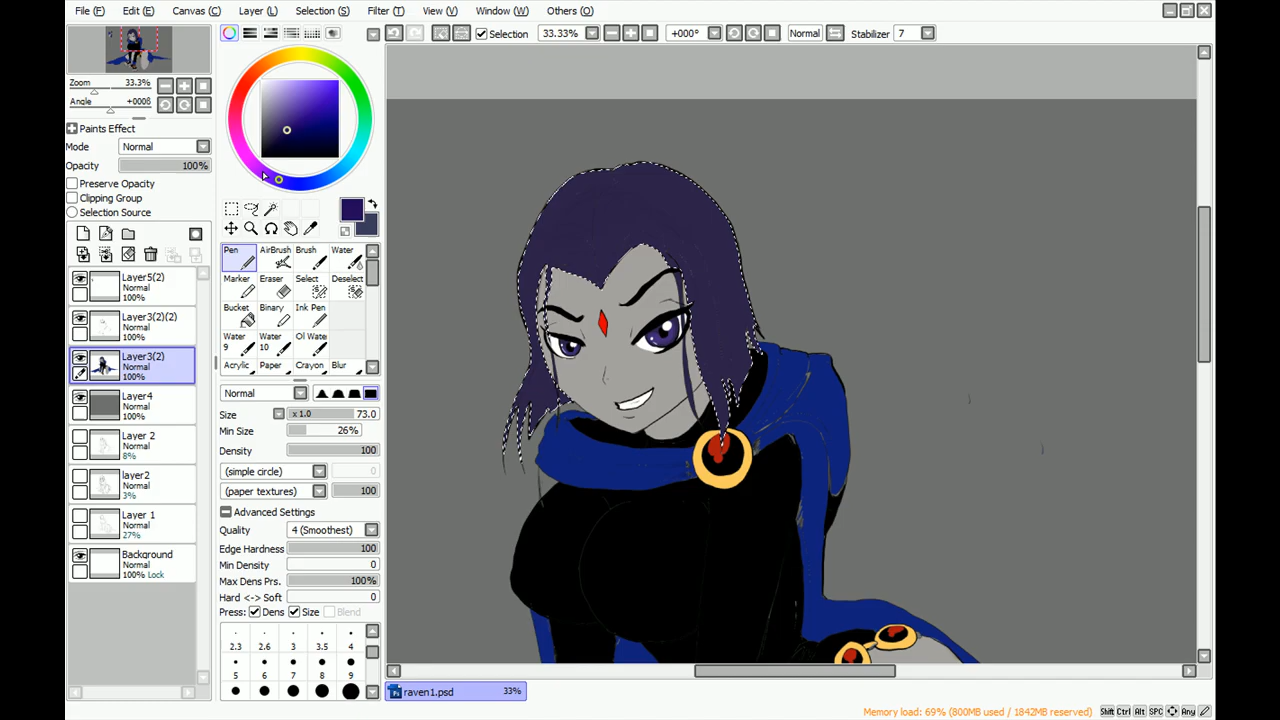 File (F) Edit (E) Canvas (C) Layer (L) Selection (S) Filter (T) View (V) Window (W) Others (O)
Selection 33.33% +000° Normal Stabilizer 7
Zoom 33.3%
Angle +000δ
Paints Effect
Mode Normal
Opacity 100%
Preserve Opacity
Clipping Group
Selection Source
Layer5(2)
Normal
100%
Layer3(2)(2)
Normal
100%
Layer3(2)
Normal
100%
Layer4
Normal
100%
Layer 2
Normal
8%
layer2
Normal
3%
Layer 1
Normal
27%
Background
Normal
100% Lock
Pen AirBrush Brush Water
Marker Eraser Select Deselect
Bucket Binary Ink Pen
Water 9 Water 10 Ol Water
Acrylic Paper Crayon Blur
Normal
Size x 1.0 73.0
Min Size 26%
Density 100
(simple circle) 0
(paper textures) 100
Advanced Settings
Quality 4 (Smoothest)
Edge Hardness 100
Min Density 0
Max Dens Prs. 100%
Hard <-> Soft 0
Press: Dens Size Blend
2.3 2.6 3 3.5 4
5 6 7 8 9
raven1.psd 33%
Memory load: 69% (800MB used / 1842MB reserved)
Shift Ctrl Alt SPC Any